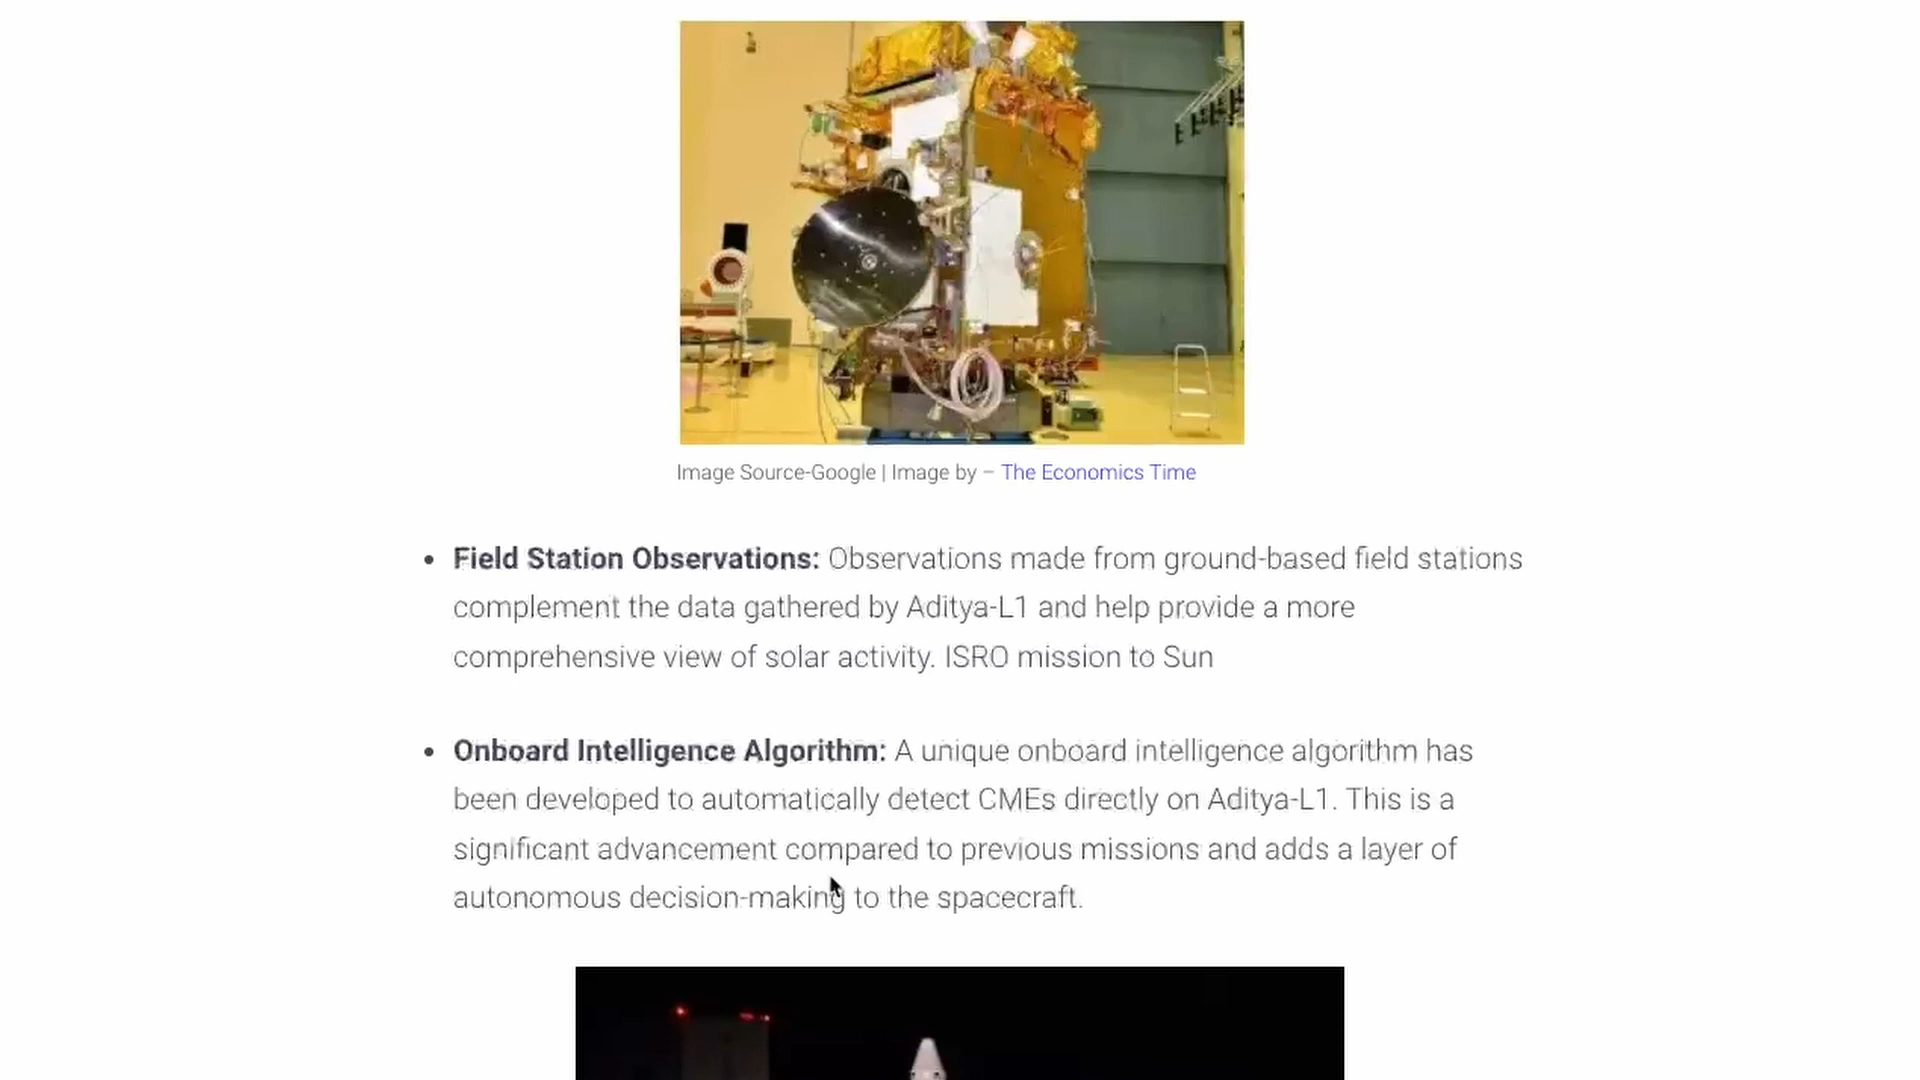 Image Source-Google | Image by – The Economics Time
• Field Station Observations: Observations made from ground-based field stations
complement the data gathered by Aditya-L1 and help provide a more
comprehensive view of solar activity. ISRO mission to Sun
• Onboard Intelligence Algorithm: A unique onboard intelligence algorithm has
been developed to automatically detect CMEs directly on Aditya-L1. This is a
significant advancement compared to previous missions and adds a layer of
autonomous decision-making to the spacecraft.